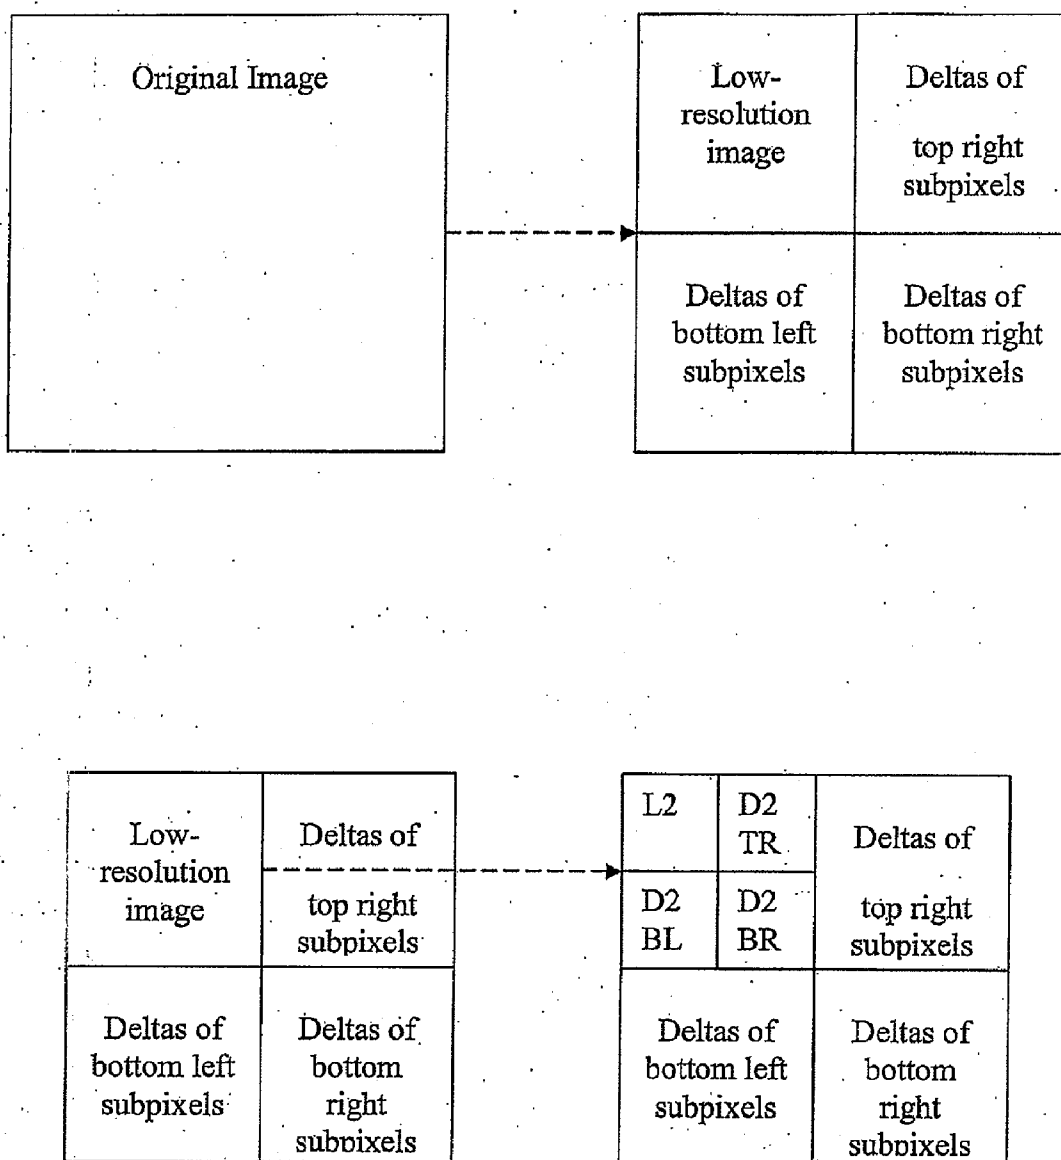 Original Image
Low-
resolution
image
Deltas of
top right
subpixels
Deltas of
bottom left
subpixels
Deltas of
bottom right
subpixels
Low-
resolution
image
Deltas of
top right
subpixels
Deltas of
bottom left
subpixels
Deltas of
bottom
right
subpixels
L2
D2
TR
D2
BL
D2
BR
Deltas of
top right
subpixels
Deltas of
bottom left
subpixels
Deltas of
bottom
right
subpixels